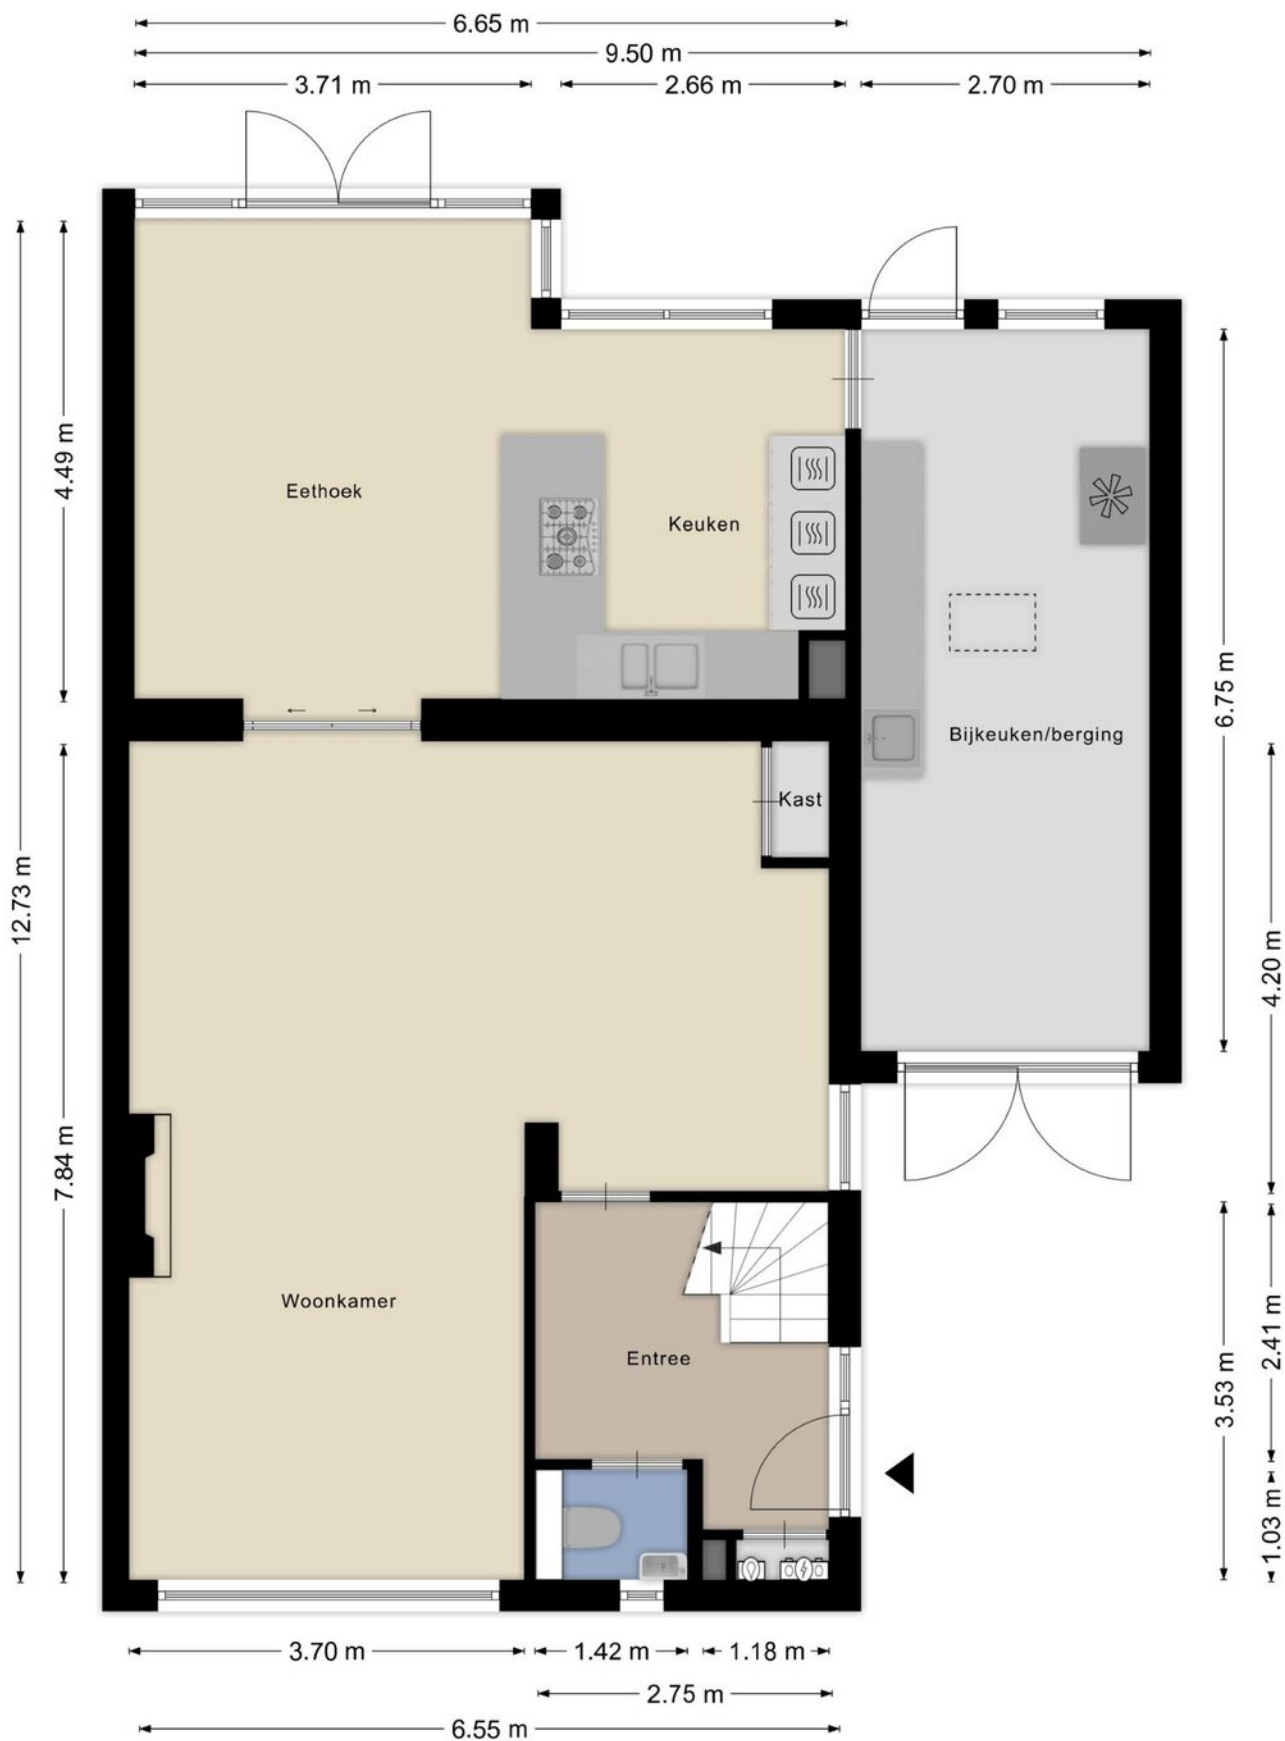 6.65 m
9.50 m
3.71 m
2.66 m
2.70 m
4.49 m
Eethoek
Keuken
6.75 m
Bijkeuken/berging
Kast
12.73 m
4.20 m
7.84 m
Woonkamer
2.41 m
Entree
3.53 m
1.03 m
3.70 m
1.42 m
1.18 m
2.75 m
6.55 m